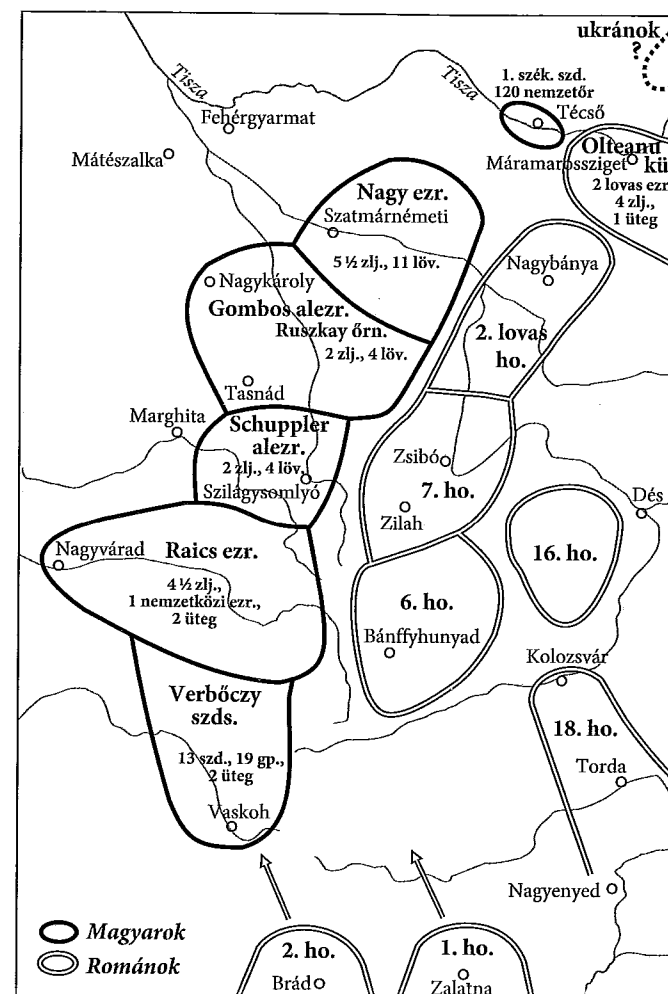 ukránok
?
Tisza
Tisza
1. szék. szd.
120 nemzetőr
Técső
Fehérgyarmat
Mátészalka
Olteanu
Máramarossziget
kü
2 lovas ezr
4 zlj.,
1 üteg
Nagy ezr.
Szatmárnémeti
5 ½ zlj., 11 löv.
Nagybánya
Nagykároly
Gombos alezr.
Ruszkay őrn.
2 zlj., 4 löv.
2. lovas
ho.
Tasnád
Marghita
Schuppler
alezr.
2 zlj., 4 löv.
Szilágysomlyó
Zsibó
7. ho.
Zilah
Dés
Nagyvárad
Raics ezr.
4 ½ zlj.,
1 nemzetközi ezr.,
2 üteg
16. ho.
6. ho.
Bánffyhunyad
Kolozsvár
Verbőczy
szds.
13 szd., 19 gp.,
2 üteg
18. ho.
Torda
Vaskoh
Nagyenyed
Magyarok
Románok
2. ho.
Brád
1. ho.
Zalatna